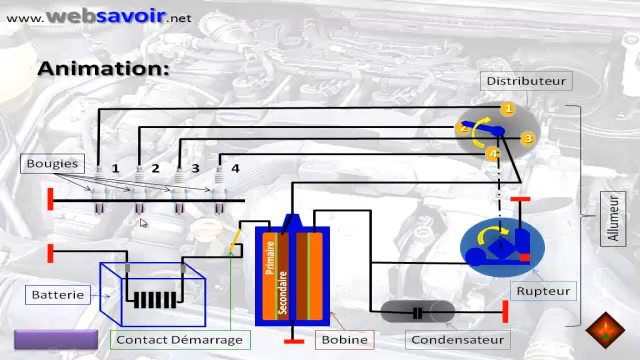 www.websavoir.net
Animation:
Distributeur
1
2
3
4
Bougies
1 2 3 4
Allumeur
Primaire
Secondaire
Batterie
Rupteur
Contact Démarrage
Bobine
Condensateur